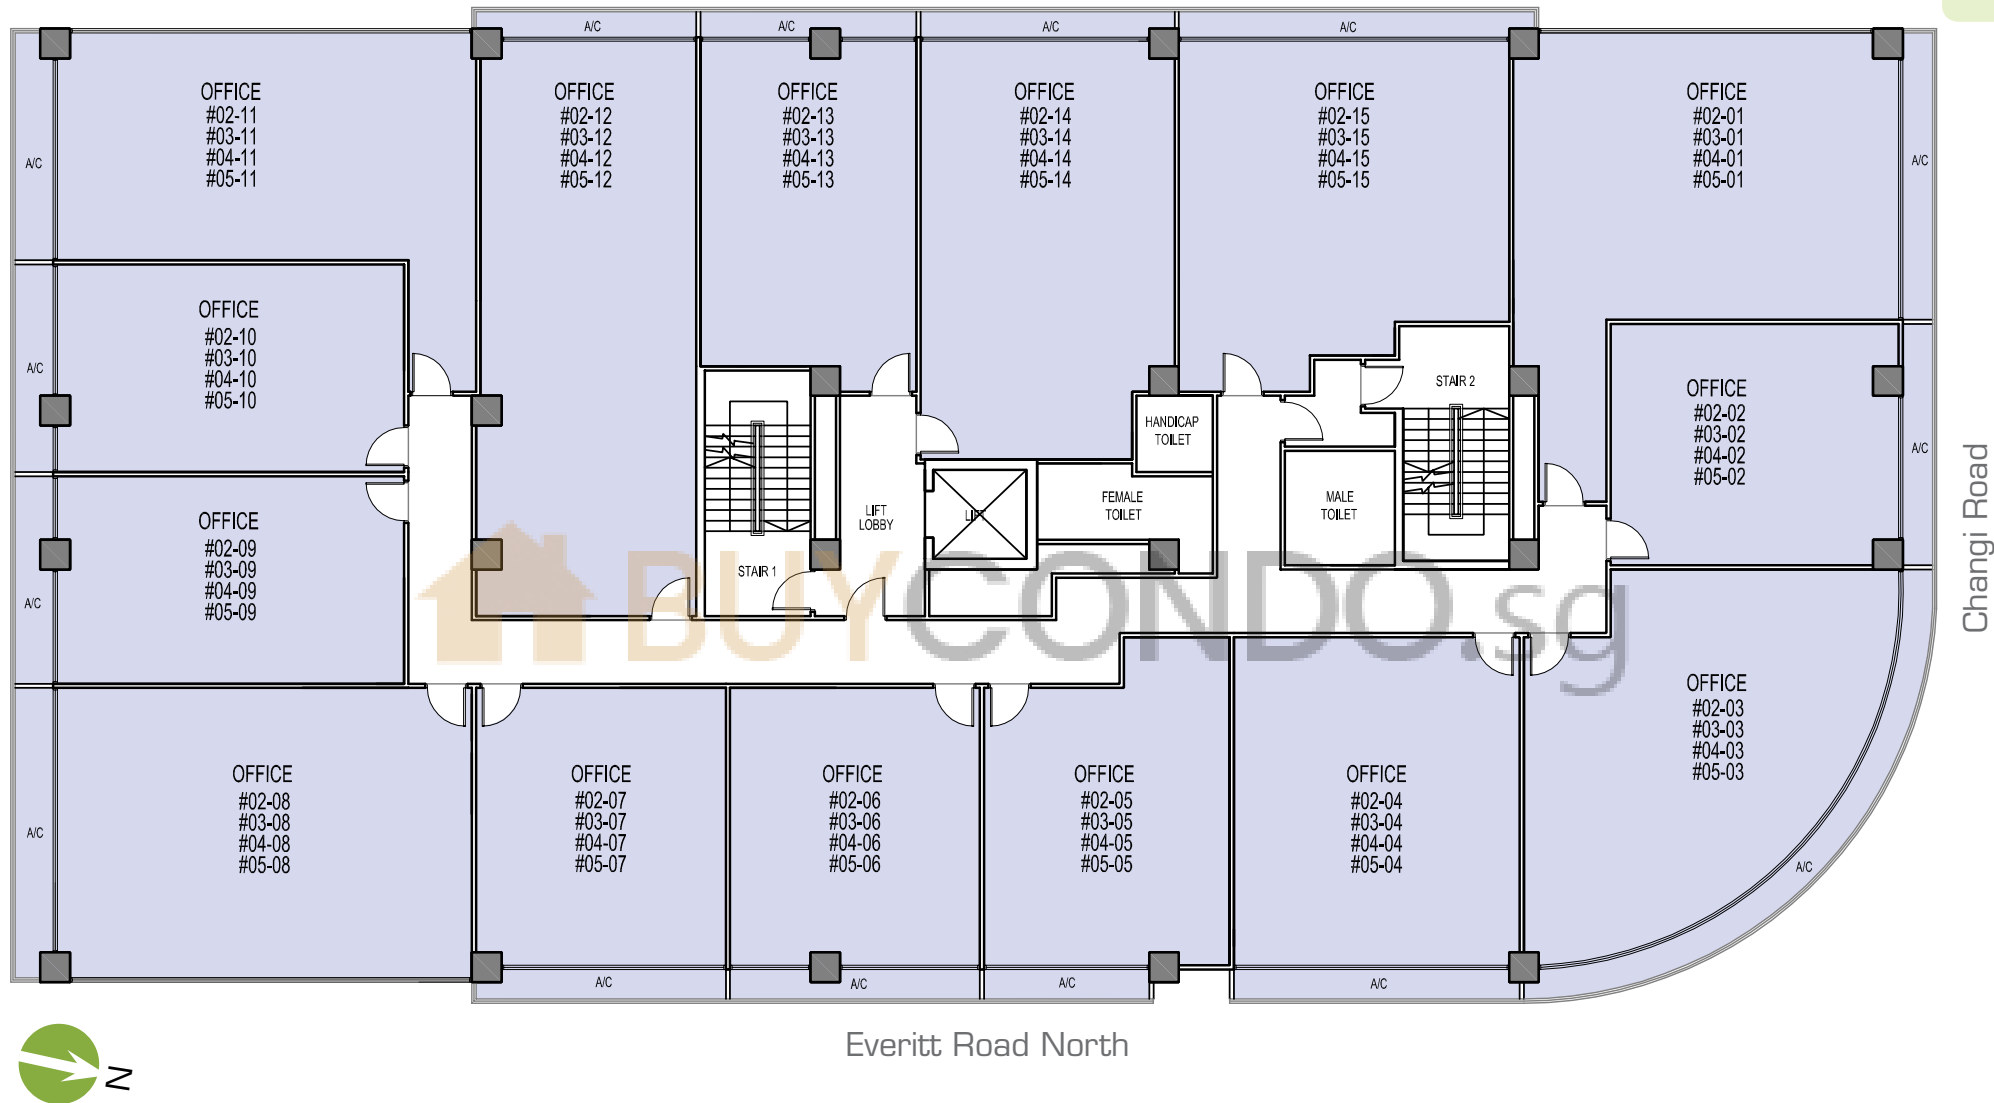 A/C
A/C
A/C
A/C
OFFICE
#02-11
#03-11
#04-11
#05-11
OFFICE
#02-12
#03-12
#04-12
#05-12
OFFICE
#02-13
#03-13
#04-13
#05-13
OFFICE
#02-14
#03-14
#04-14
#05-14
OFFICE
#02-15
#03-15
#04-15
#05-15
OFFICE
#02-01
#03-01
#04-01
#05-01
A/C
A/C
OFFICE
#02-10
#03-10
#04-10
#05-10
A/C
STAIR 2
OFFICE
#02-02
#03-02
#04-02
#05-02
A/C
HANDICAP
TOILET
FEMALE
TOILET
MALE
TOILET
LIFT
LOBBY
LIFT
Changi Road
OFFICE
#02-09
#03-09
#04-09
#05-09
A/C
STAIR 1
BUYCONDO.sg
OFFICE
#02-03
#03-03
#04-03
#05-03
OFFICE
#02-08
#03-08
#04-08
#05-08
A/C
OFFICE
#02-07
#03-07
#04-07
#05-07
OFFICE
#02-06
#03-06
#04-06
#05-06
OFFICE
#02-05
#03-05
#04-05
#05-05
OFFICE
#02-04
#03-04
#04-04
#05-04
A/C
A/C
A/C
A/C
A/C
Everitt Road North
N